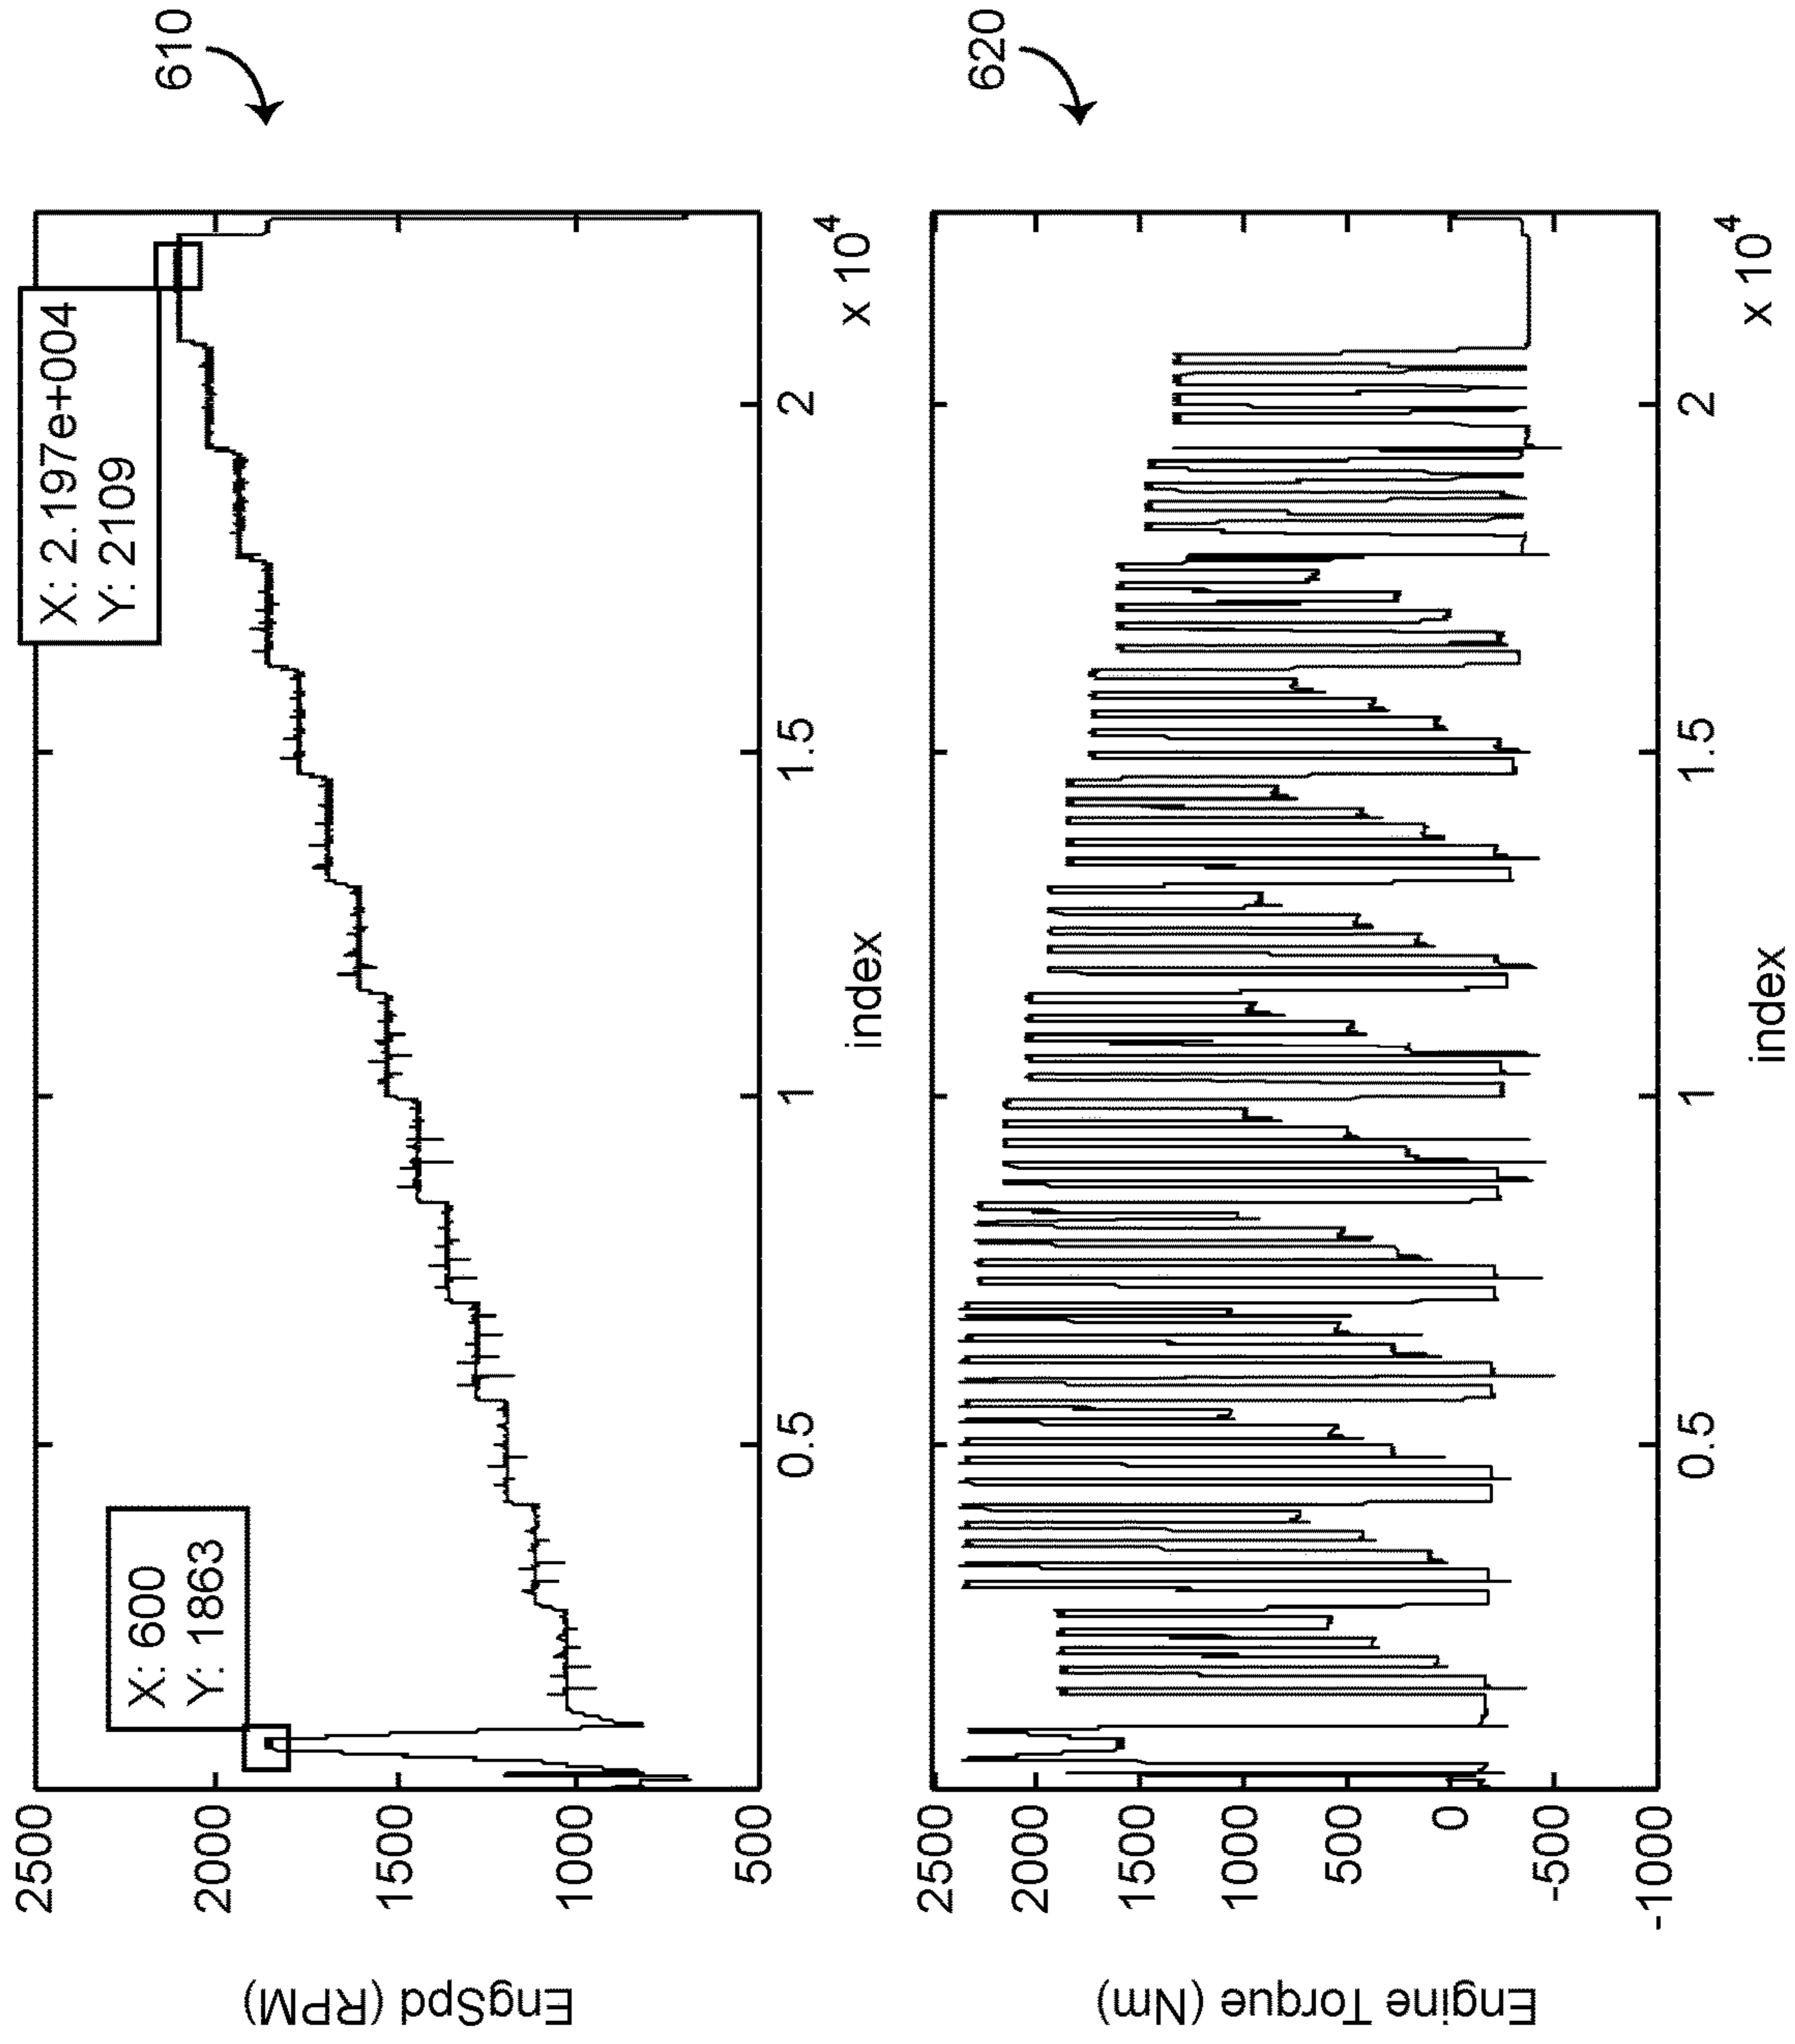 610
X: 2.197e+004
Y: 2109
X: 600
Y: 1863
EngSpd (RPM)
2500
2000
1500
1000
500
0.5
1
1.5
2
x 10^4
index
620
Engine Torque (Nm)
2500
2000
1500
1000
500
0
-500
-1000
0.5
1
1.5
2
x 10^4
index